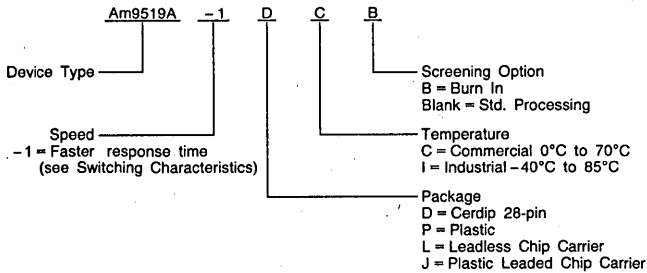 Am9519A -1 D C B
Device Type
Screening Option
B = Burn In
Blank = Std. Processing
Speed
-1 = Faster response time
(see Switching Characteristics)
Temperature
C = Commercial 0°C to 70°C
I = Industrial -40°C to 85°C
Package
D = Cerdip 28-pin
P = Plastic
L = Leadless Chip Carrier
J = Plastic Leaded Chip Carrier